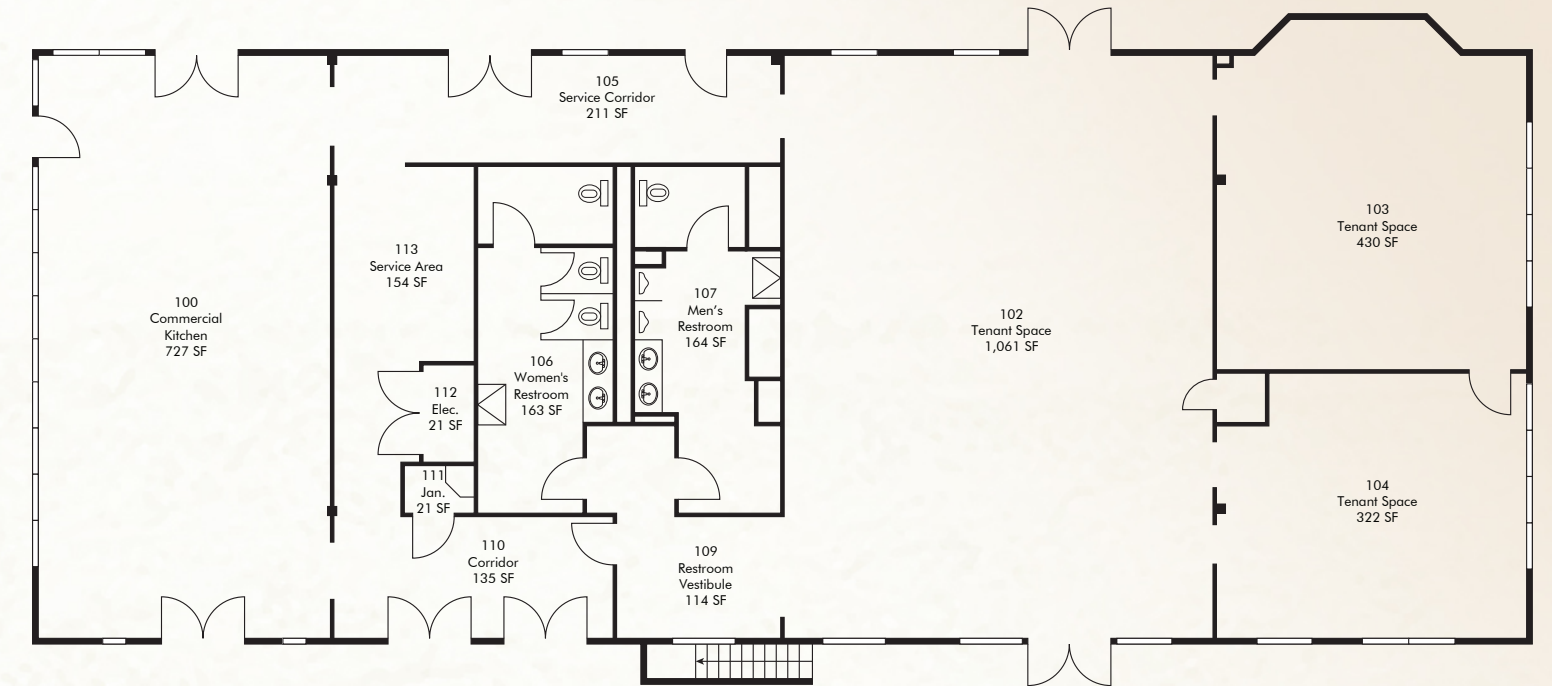 105
Service Corridor
211 SF
103
Tenant Space
430 SF
113
Service Area
154 SF
100
Commercial
Kitchen
727 SF
107
Men’s
Restroom
164 SF
102
Tenant Space
1,061 SF
106
Women's
Restroom
163 SF
112
Elec.
21 SF
111
Jan.
21 SF
104
Tenant Space
322 SF
110
Corridor
135 SF
109
Restroom
Vestibule
114 SF